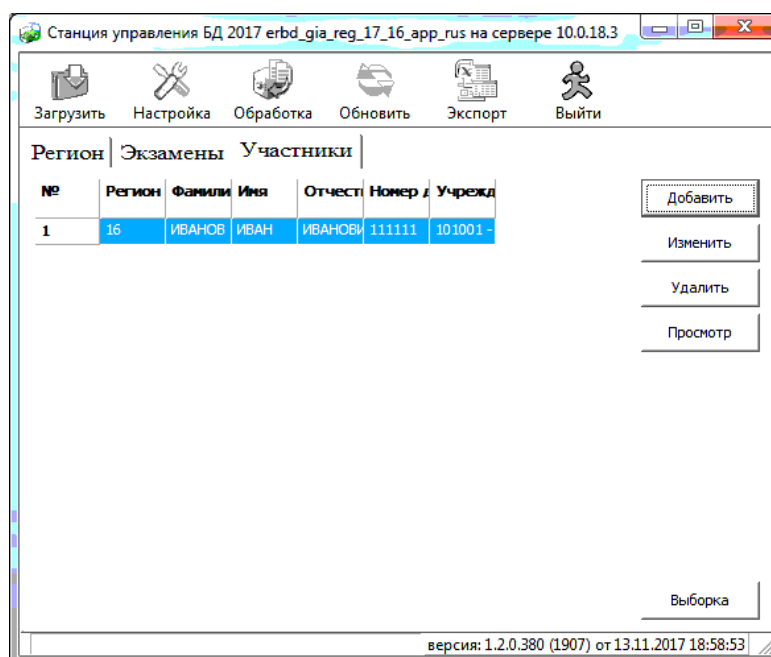 Станция управления БД 2017 erbd_gia_reg_17_16_app_rus на сервере 10.0.18.3
Загрузить Настройка Обработка Обновить Экспорт Выйти
Регион Экзамены Участники
№ Регион Фамили Имя Отчест Номер д Учрежд
1 16 ИВАНОВ ИВАН ИВАНОВИ 111111 101001 -
Добавить
Изменить
Удалить
Просмотр
Выборка
версия: 1.2.0.380 (1907) от 13.11.2017 18:58:53